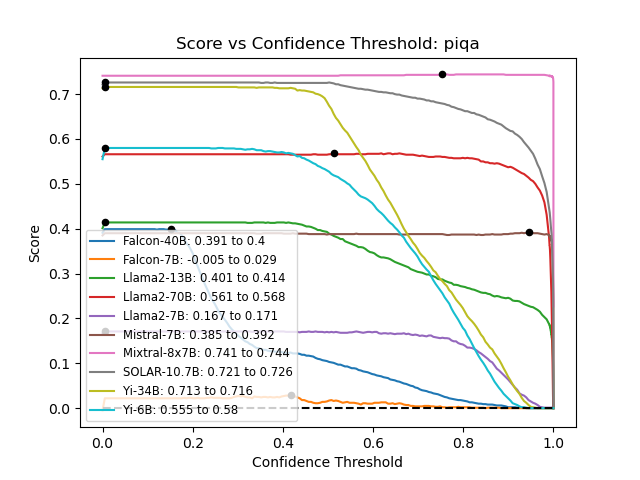 Score vs Confidence Threshold: piqa
Score
0.7
0.6
0.5
0.4
0.3
0.2
0.1
0.0
Falcon-40B: 0.391 to 0.4
Falcon-7B: -0.005 to 0.029
Llama2-13B: 0.401 to 0.414
Llama2-70B: 0.561 to 0.568
Llama2-7B: 0.167 to 0.171
Mistral-7B: 0.385 to 0.392
Mixtral-8x7B: 0.741 to 0.744
SOLAR-10.7B: 0.721 to 0.726
Yi-34B: 0.713 to 0.716
Yi-6B: 0.555 to 0.58
0.0 0.2 0.4 0.6 0.8 1.0
Confidence Threshold